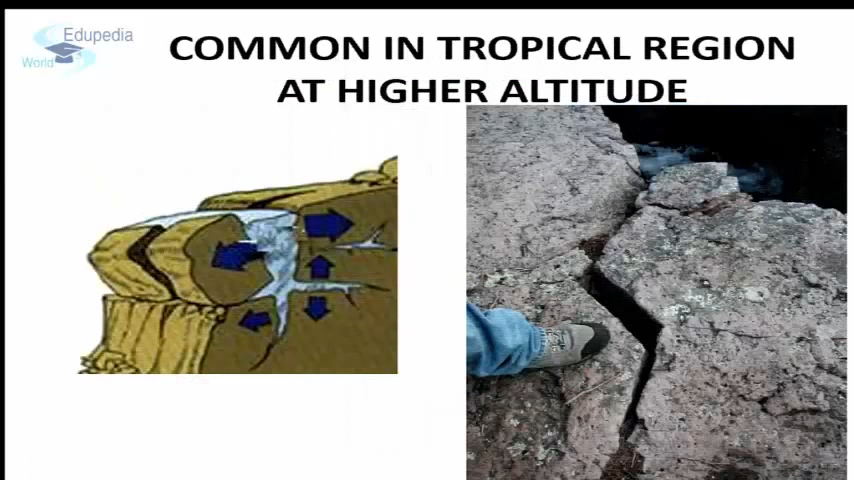 Edupedia
World
COMMON IN TROPICAL REGION
AT HIGHER ALTITUDE